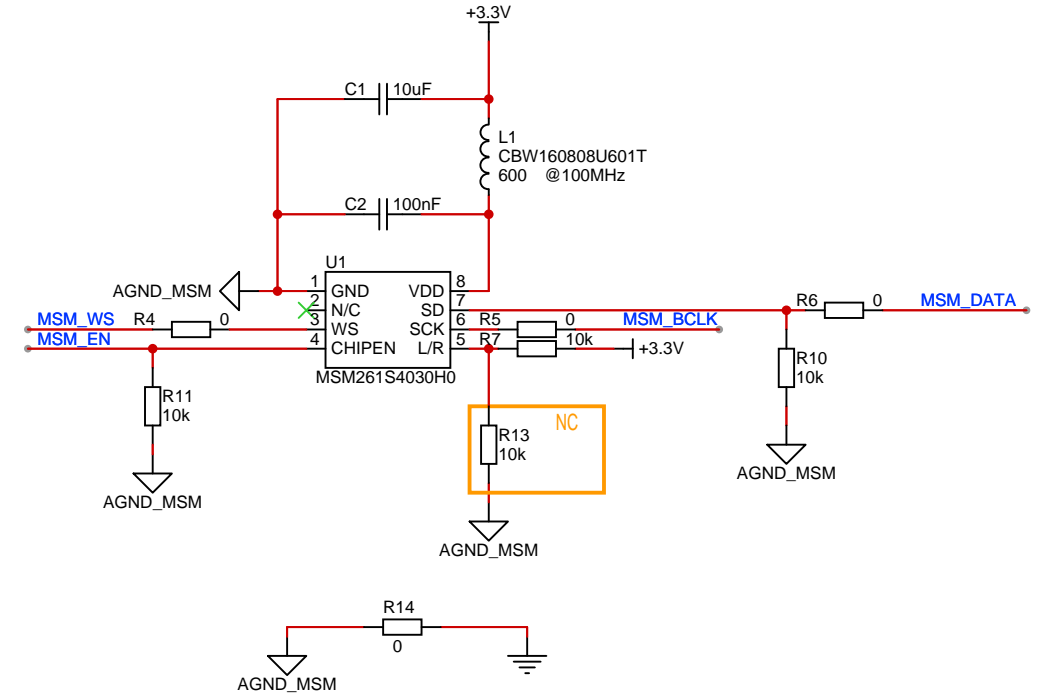 +3.3V
C1 10uF
L1
CBW160808U601T
600 @100MHz
C2 100nF
U1
AGND_MSM
1 GND VDD 8
2 N/C SD 7
3 WS SCK 6
4 CHIPEN L/R 5
MSM261S4030H0
MSM_WS R4 0
MSM_EN
R5 0 MSM_BCLK
R7 10k +3.3V
R6 0 MSM_DATA
R10
10k
AGND_MSM
R11
10k
AGND_MSM
NC
R13
10k
AGND_MSM
R14
0
AGND_MSM